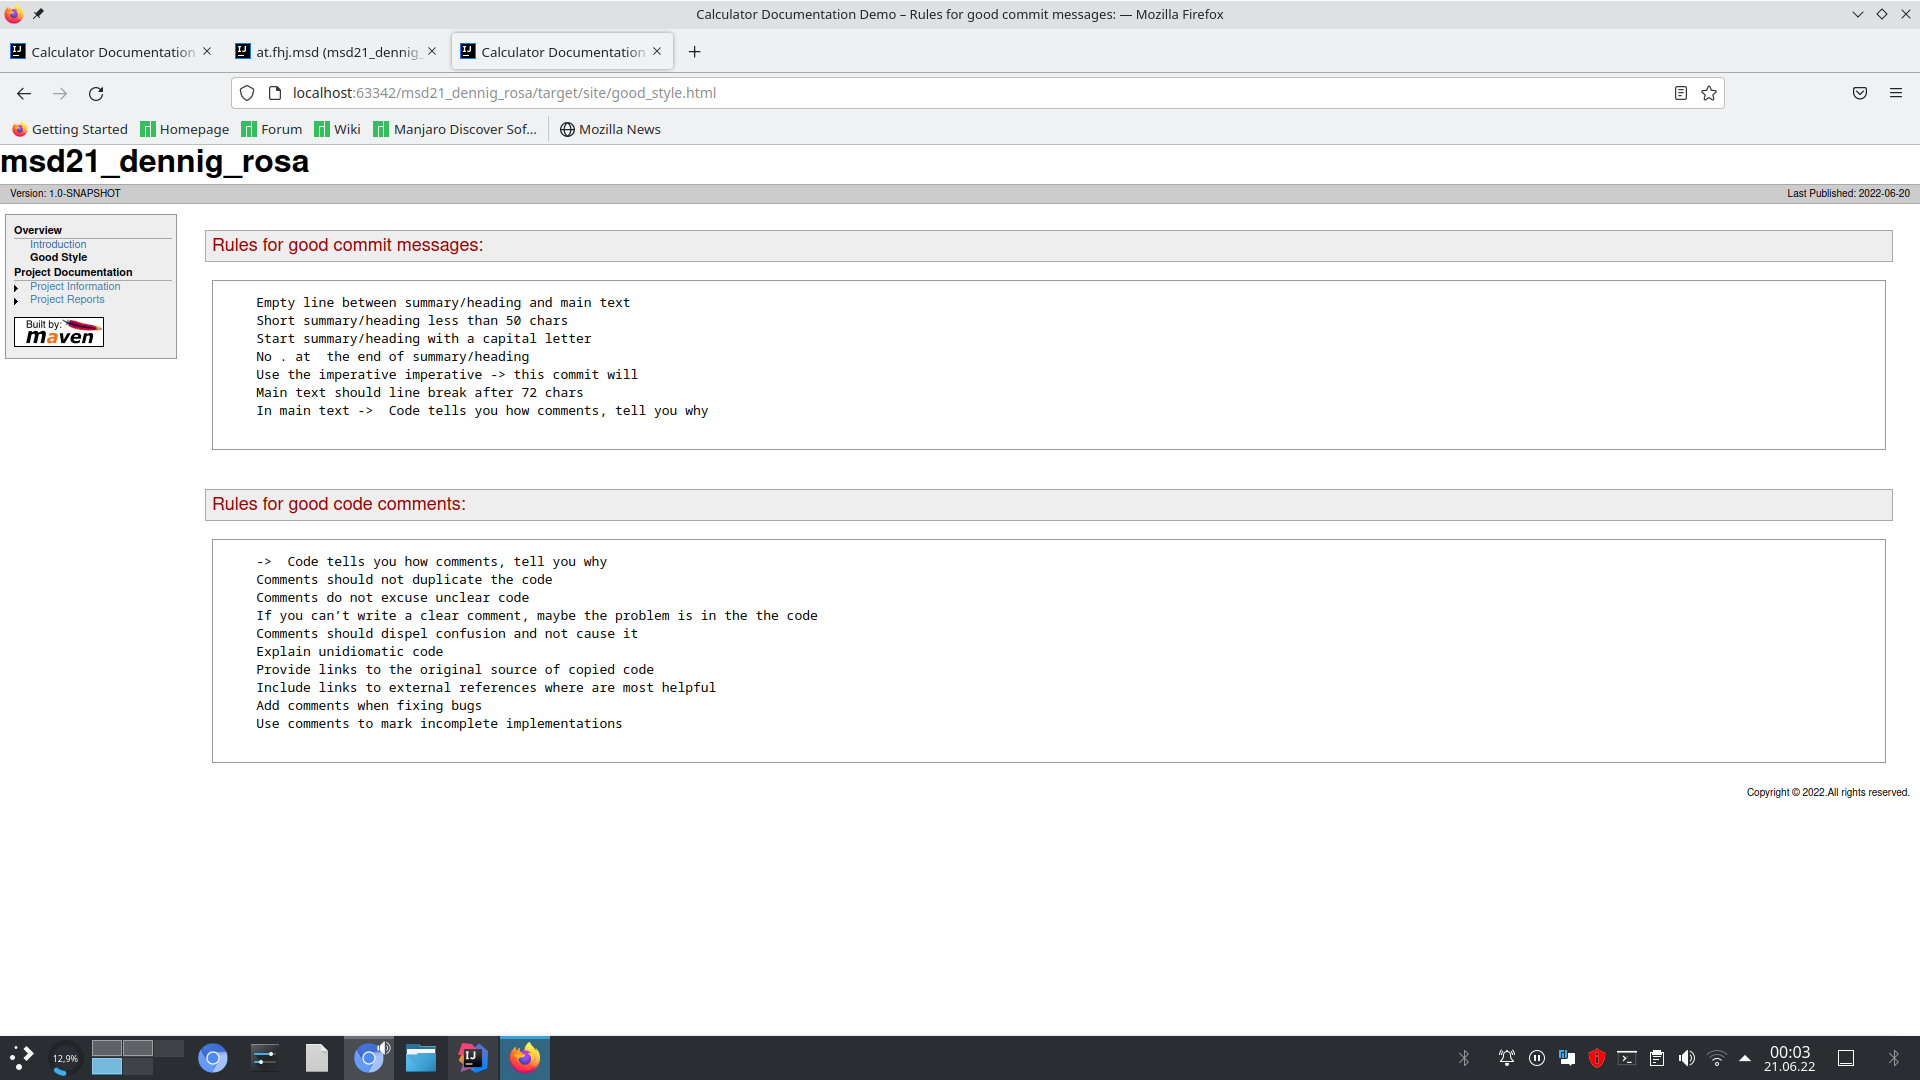 Calculator Documentation Demo – Rules for good commit messages: — Mozilla Firefox
Calculator Documentation
at.fhj.msd (msd21_dennig_
Calculator Documentation
localhost:63342/msd21_dennig_rosa/target/site/good_style.html
Getting Started
Homepage
Forum
Wiki
Manjaro Discover Sof...
Mozilla News
msd21_dennig_rosa
Version: 1.0-SNAPSHOT
Last Published: 2022-06-20
Overview
Introduction
Good Style
Project Documentation
Project Information
Project Reports
Built by:
maven
Rules for good commit messages:
Empty line between summary/heading and main text
Short summary/heading less than 50 chars
Start summary/heading with a capital letter
No . at  the end of summary/heading
Use the imperative imperative -> this commit will
Main text should line break after 72 chars
In main text ->  Code tells you how comments, tell you why
Rules for good code comments:
->  Code tells you how comments, tell you why
Comments should not duplicate the code
Comments do not excuse unclear code
If you can’t write a clear comment, maybe the problem is in the the code
Comments should dispel confusion and not cause it
Explain unidiomatic code
Provide links to the original source of copied code
Include links to external references where are most helpful
Add comments when fixing bugs
Use comments to mark incomplete implementations
Copyright © 2022.All rights reserved.
12,9%
00:03
21.06.22